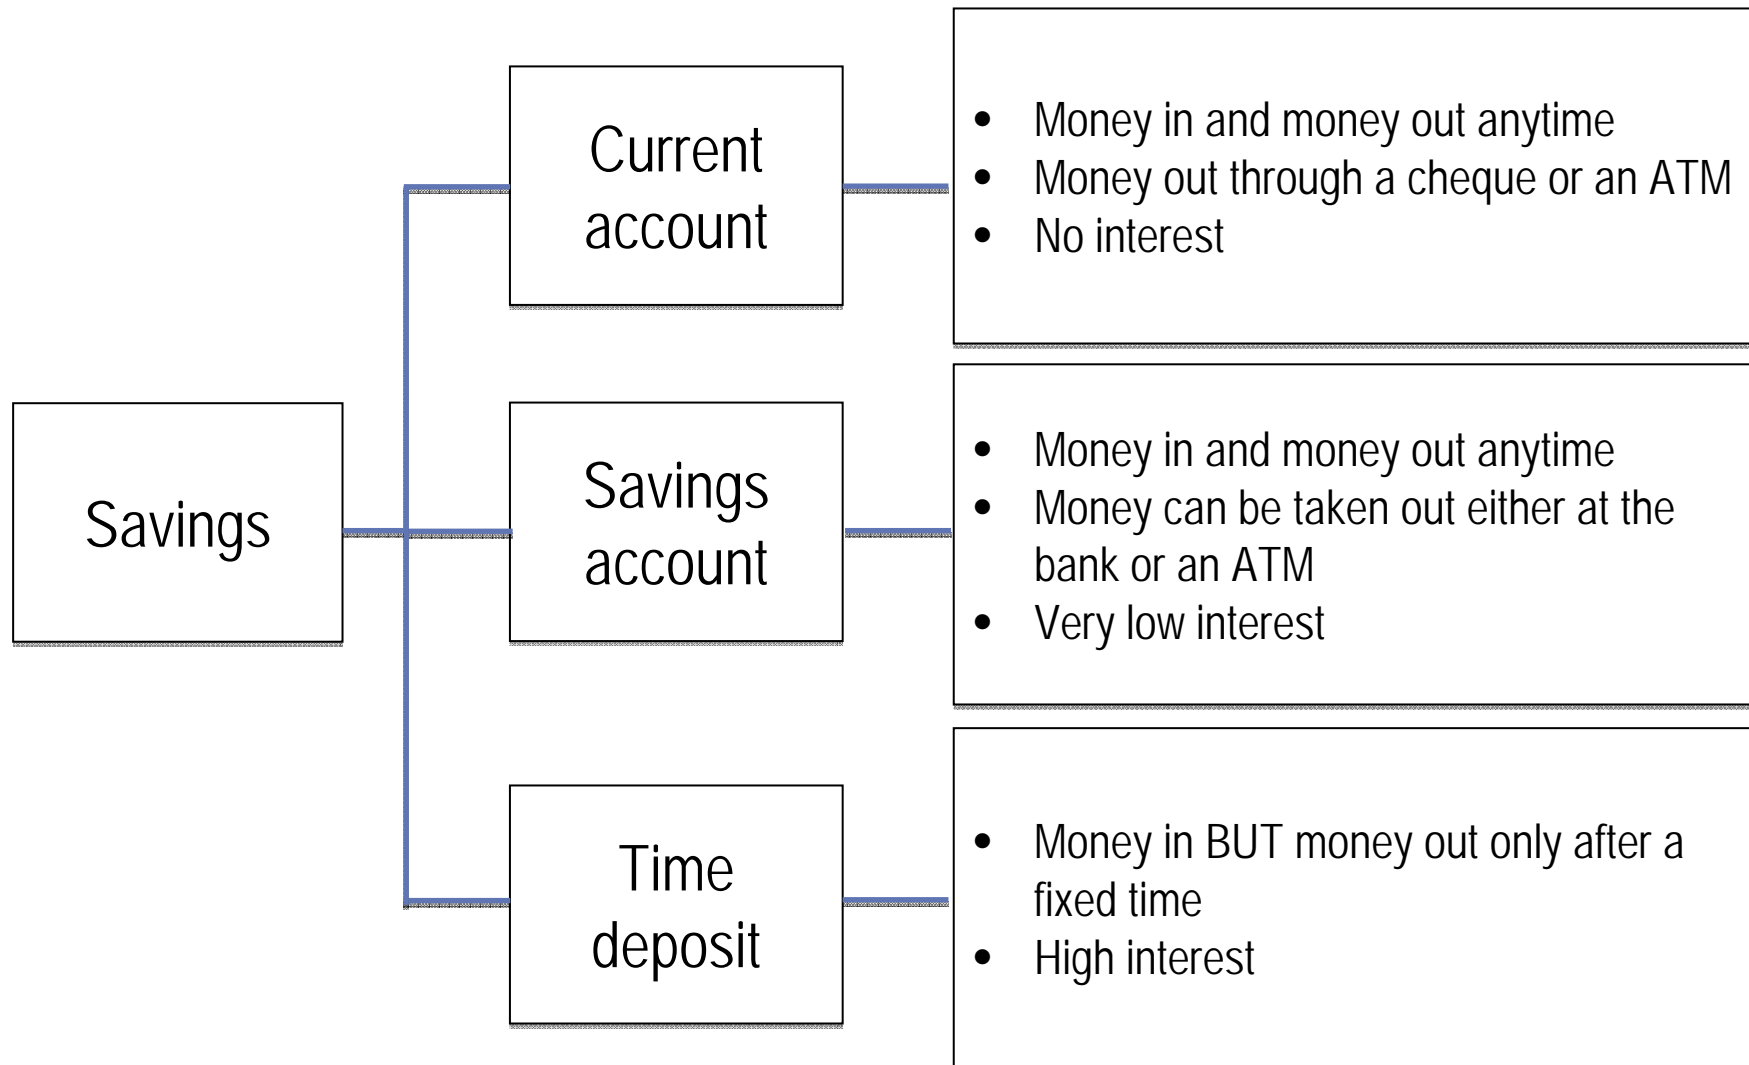 Savings
Current
account
• Money in and money out anytime
• Money out through a cheque or an ATM
• No interest
Savings
account
• Money in and money out anytime
• Money can be taken out either at the
bank or an ATM
• Very low interest
Time
deposit
• Money in BUT money out only after a
fixed time
• High interest